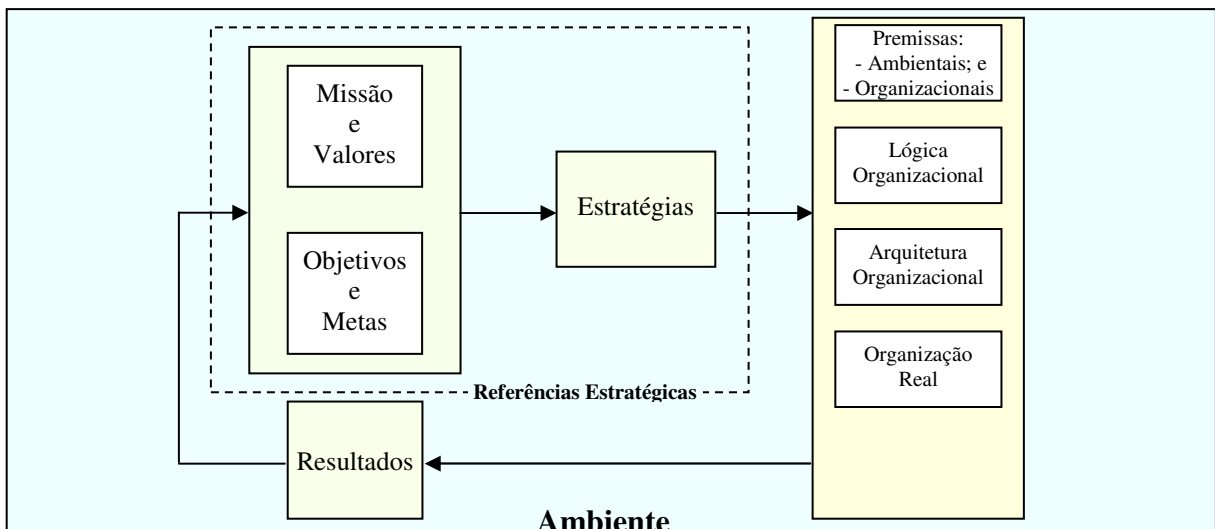 Missão
e
Valores
Objetivos
e
Metas
Referências Estratégicas
Estratégias
Premissas:
- Ambientais; e
- Organizacionais
Lógica
Organizacional
Arquitetura
Organizacional
Organização
Real
Resultados
Ambiente